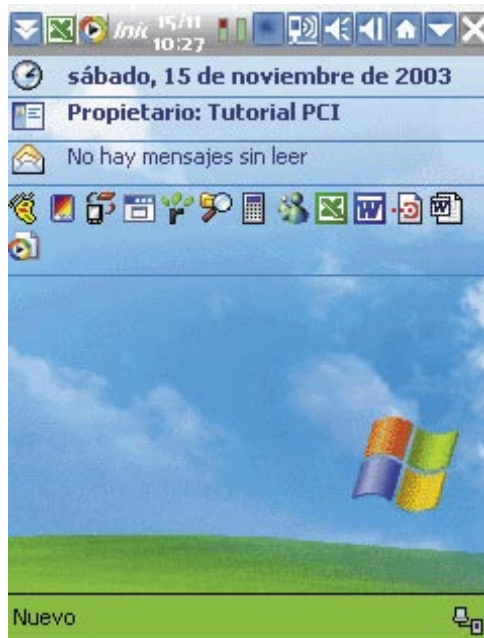 Inic 15/11
10:27
sábado, 15 de noviembre de 2003
Propietario: Tutorial PCI
No hay mensajes sin leer
Nuevo